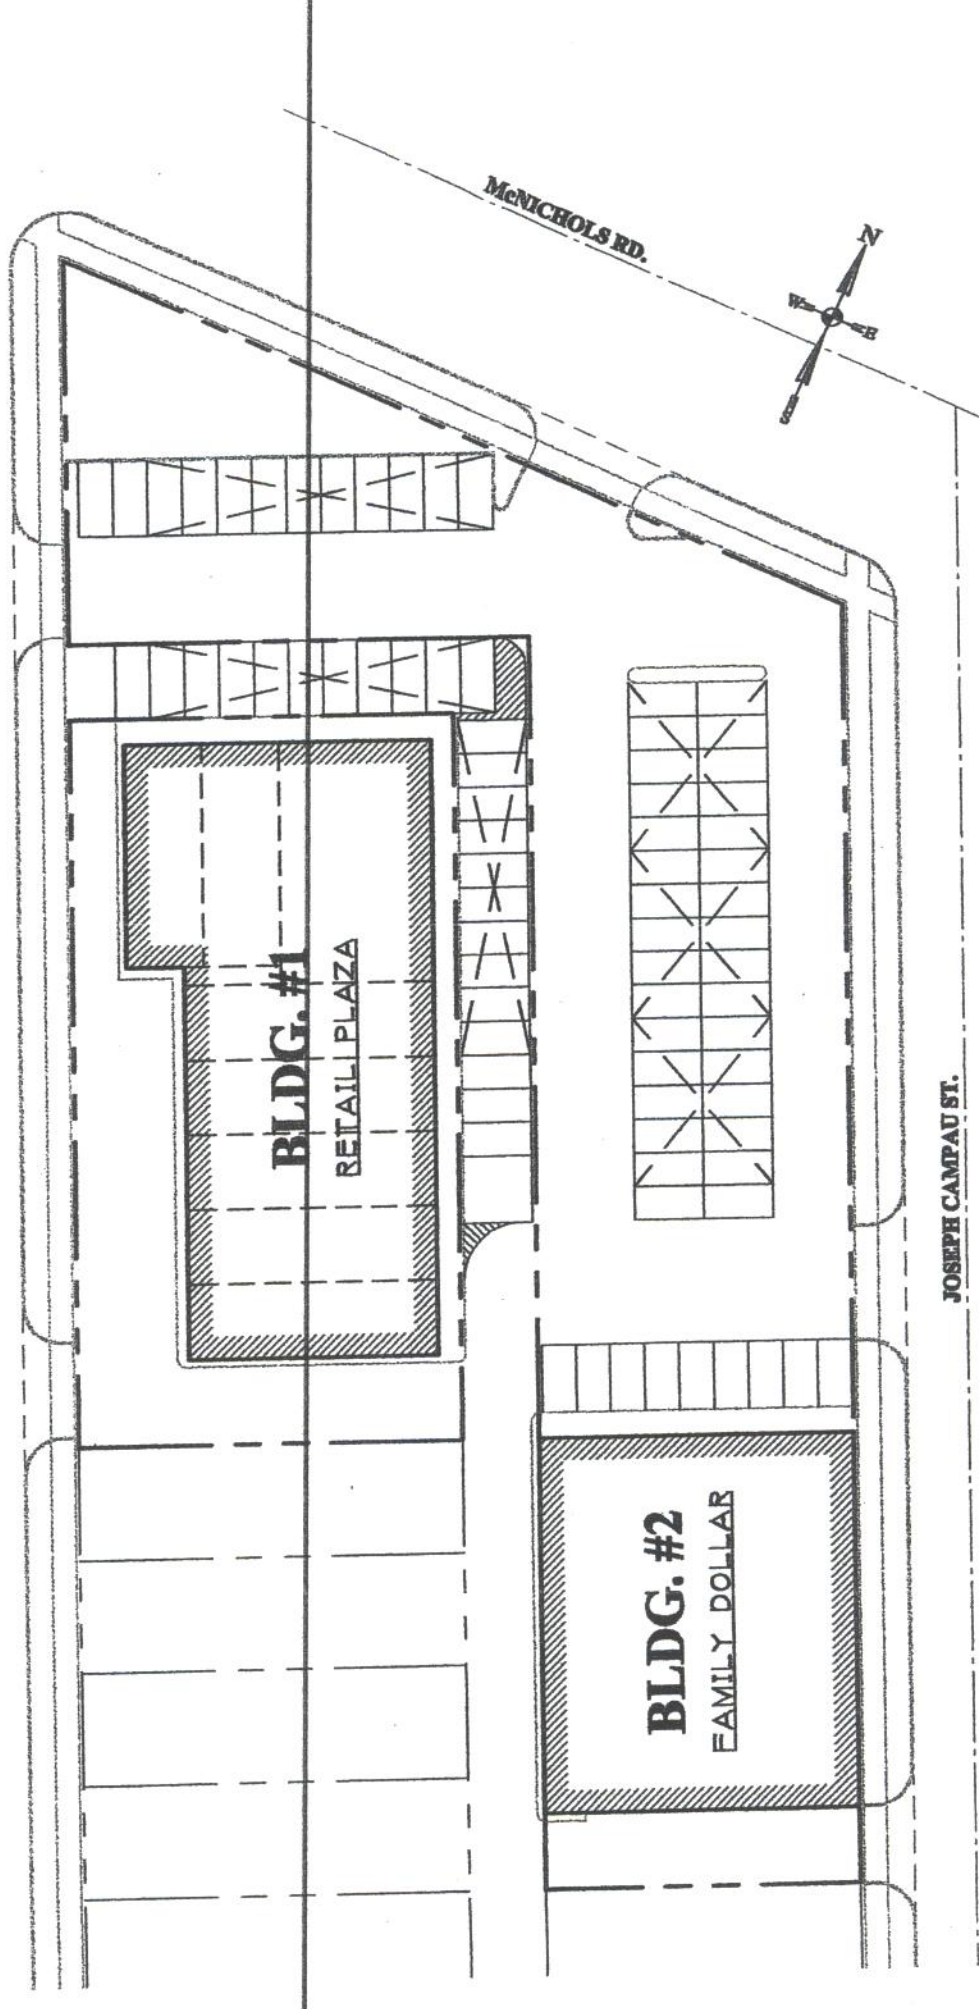 McNICHOLS RD.
N
W
E
S
BLDG. #1
RETAIL PLAZA
JOSEPH CAMPAU ST.
BLDG. #2
FAMILY DOLLAR